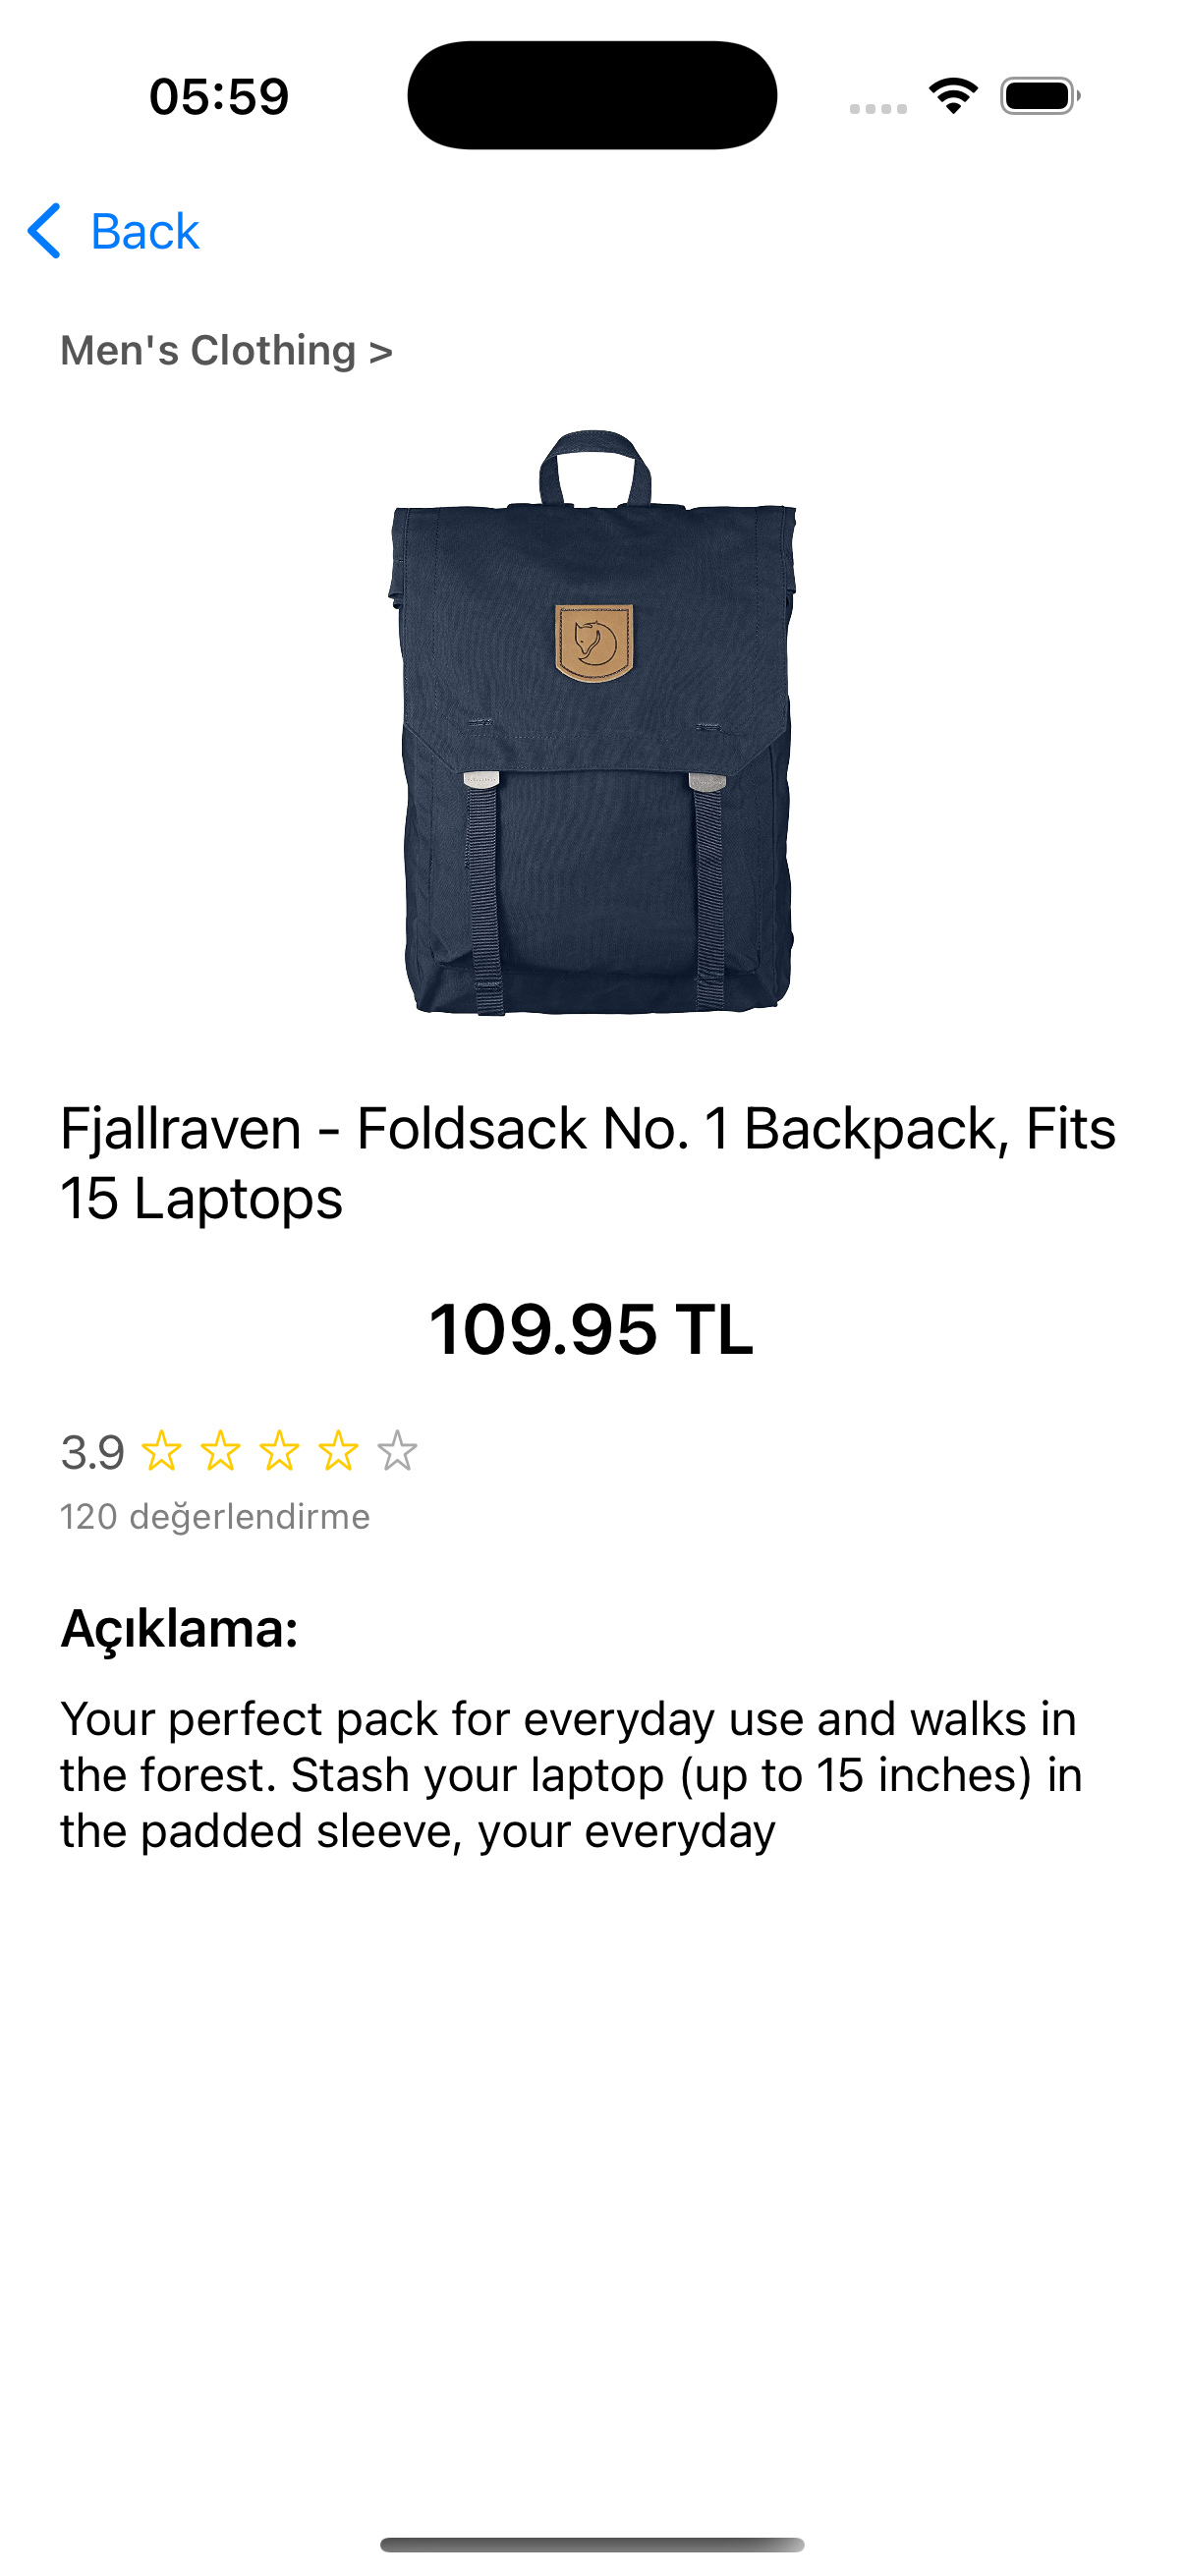 05:59
Back
Men's Clothing >
Fjallraven - Foldsack No. 1 Backpack, Fits
15 Laptops
109.95 TL
3.9
120 değerlendirme
Açıklama:
Your perfect pack for everyday use and walks in
the forest. Stash your laptop (up to 15 inches) in
the padded sleeve, your everyday